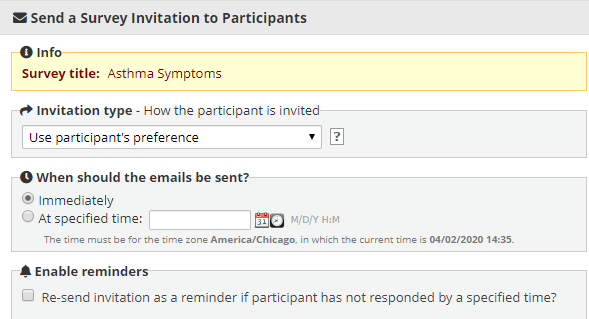 Send a Survey Invitation to Participants
Info
Survey title: Asthma Symptoms
Invitation type - How the participant is invited
Use participant's preference
?
When should the emails be sent?
Immediately
At specified time: 31 M/D/Y H:M
The time must be for the time zone America/Chicago, in which the current time is 04/02/2020 14:35.
Enable reminders
Re-send invitation as a reminder if participant has not responded by a specified time?